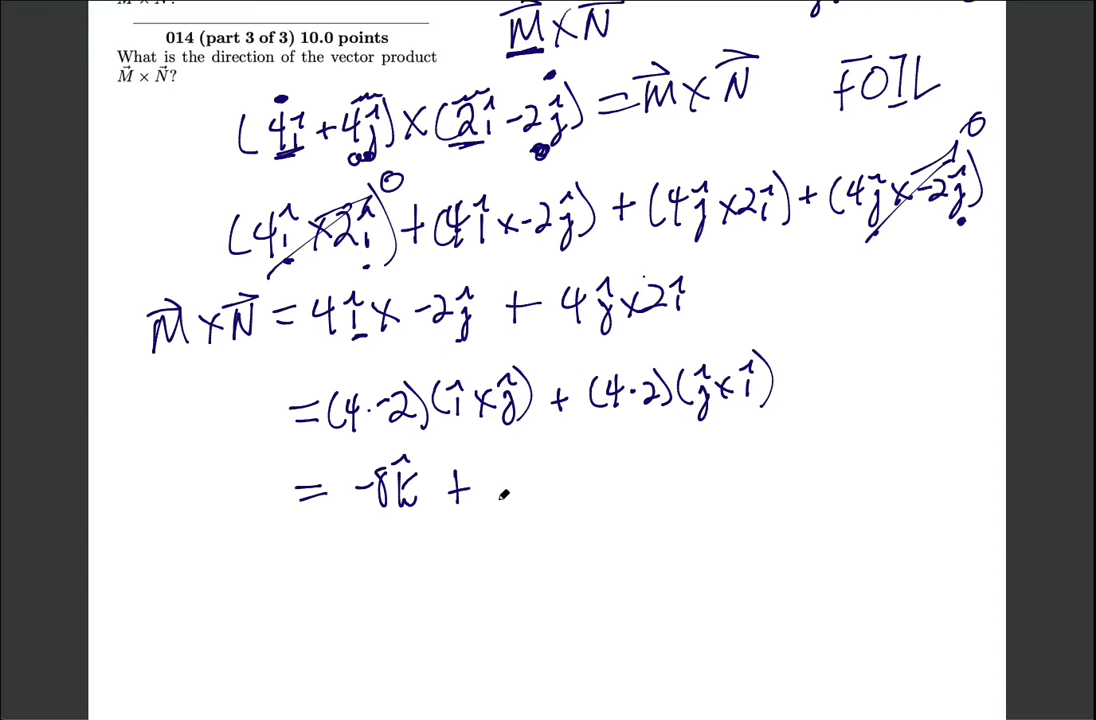 014 (part 3 of 3) 10.0 points
What is the direction of the vector product
M⃗ × N⃗?
M⃗ × N⃗
(4î + 4ĵ) × (2î - 2ĵ) = M⃗ × N⃗ FOIL
(4î × 2î) 0 + (4î × -2ĵ) + (4ĵ × 2î) + (4ĵ × -2ĵ) 0
M⃗ × N⃗ = 4î × -2ĵ + 4ĵ × 2î
= (4 · -2)(î × ĵ) + (4 · 2)(ĵ × î)
= -8k̂ +